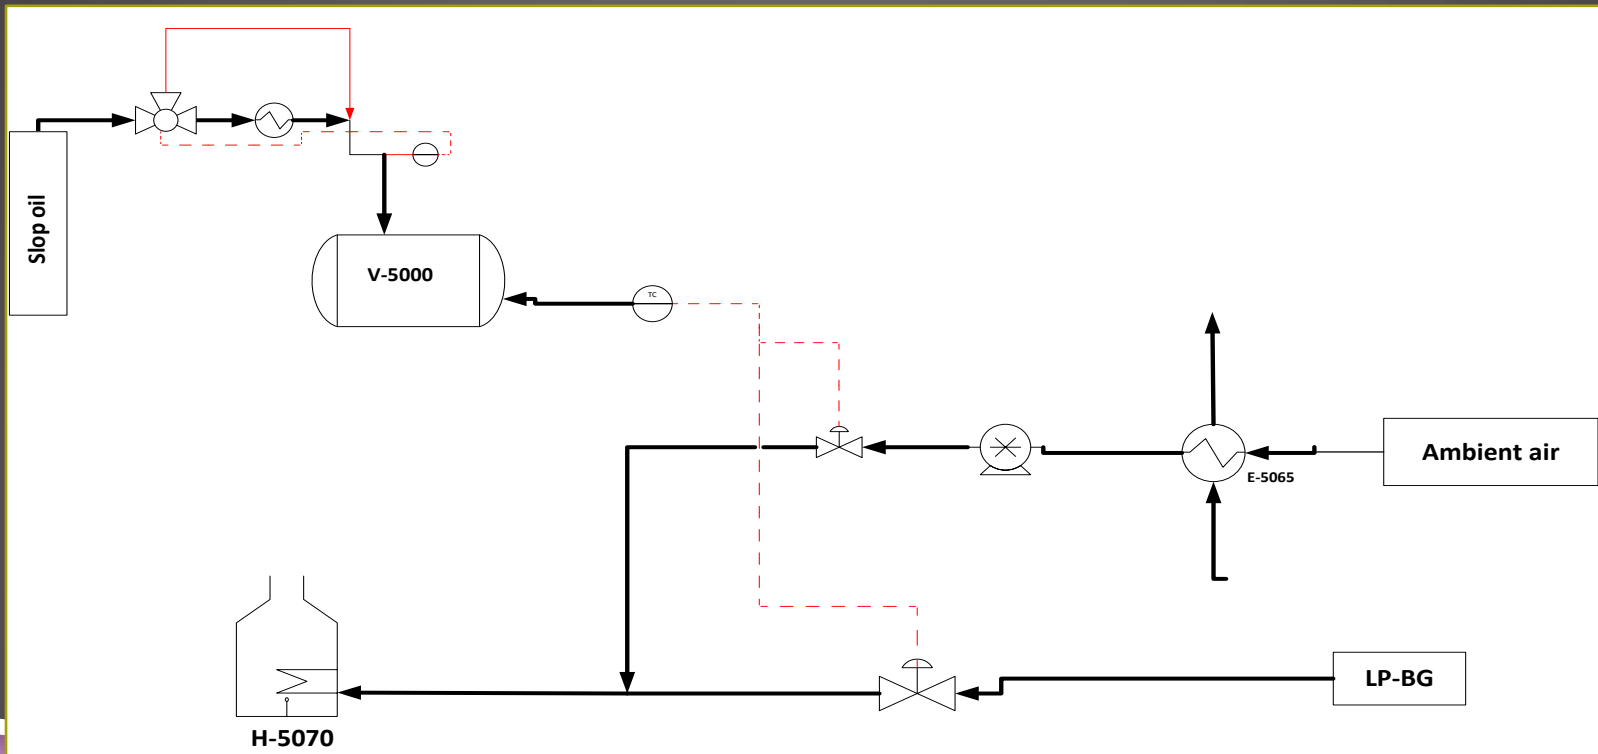 Slop oil
V-5000
TC
Ambient air
E-5065
LP-BG
H-5070